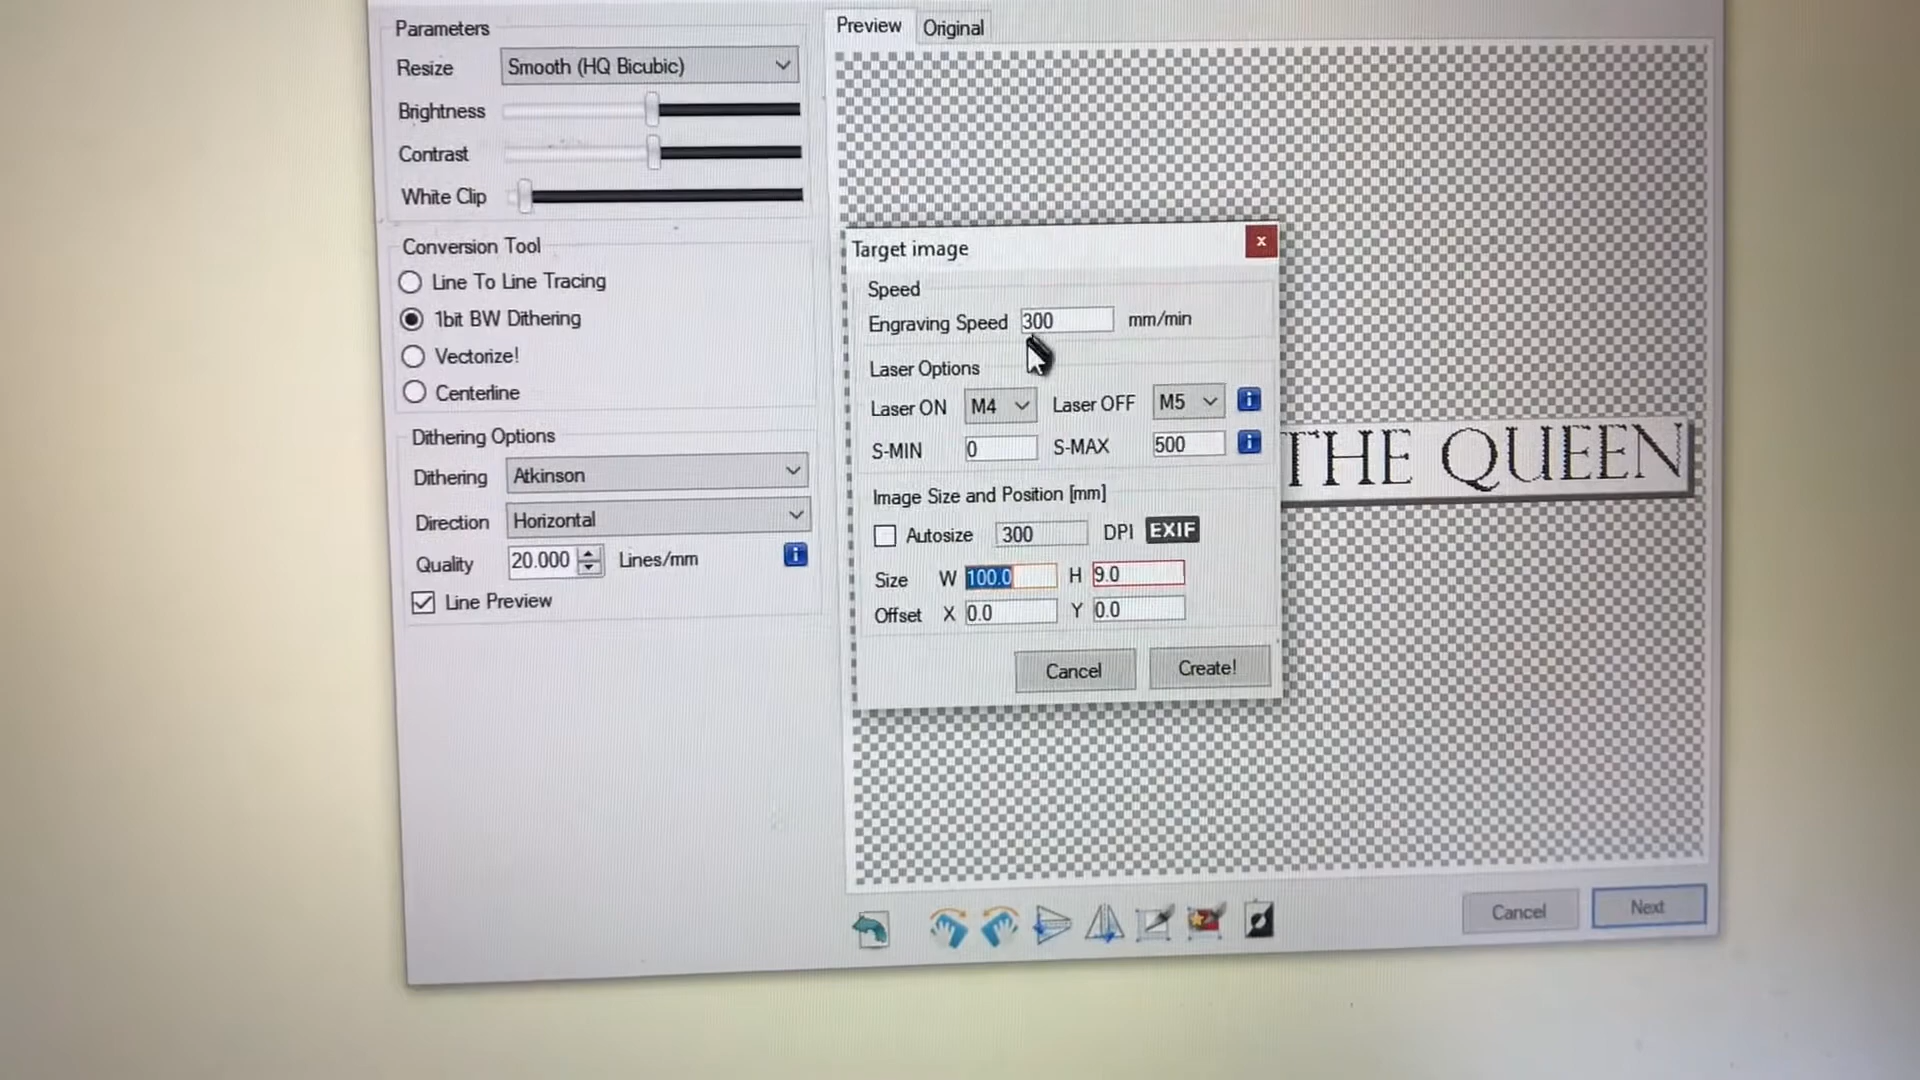 Parameters
Resize Smooth (HQ Bicubic)
Brightness
Contrast
White Clip
Conversion Tool
Line To Line Tracing
1bit BW Dithering
Vectorize!
Centerline
Dithering Options
Dithering Atkinson
Direction Horizontal
Quality 20.000 Lines/mm
Line Preview
Preview Original
Target image x
Speed
Engraving Speed 300 mm/min
Laser Options
Laser ON M4 Laser OFF M5 i
S-MIN 0 S-MAX 500 i
Image Size and Position [mm]
Autosize 300 DPI EXIF
Size W 100.0 H 9.0
Offset X 0.0 Y 0.0
Cancel Create!
THE QUEEN
Cancel Next